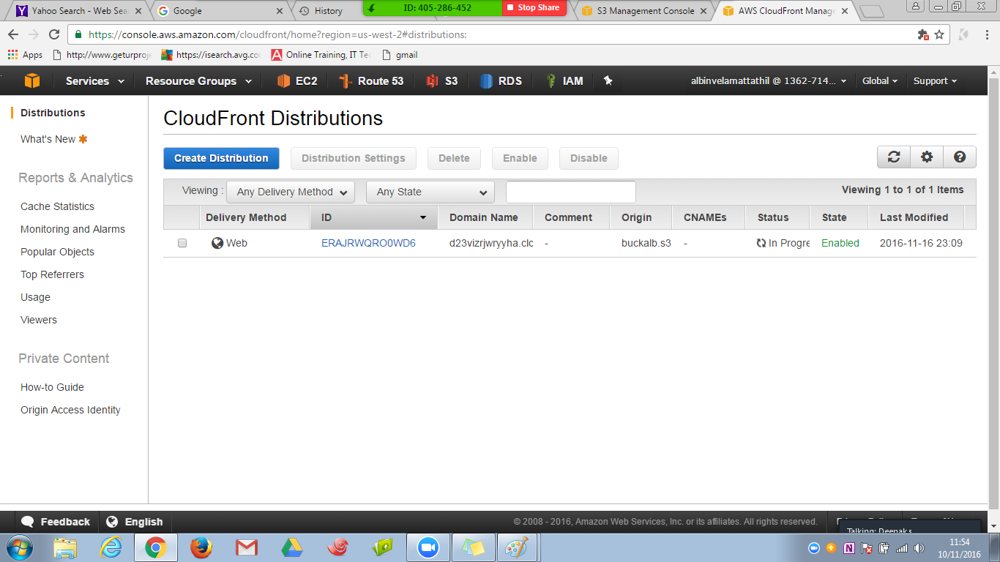 Yahoo Search - Web Sea
Google
History
ID: 405-286-452
Stop Share
S3 Management Console
AWS CloudFront Manag
https://console.aws.amazon.com/cloudfront/home?region=us-west-2#distributions:
Apps
http://www.geturproje
https://isearch.avg.co
Online Training, IT Tec
gmail
Services
Resource Groups
EC2
Route 53
S3
RDS
IAM
albinvelamattathil @ 1362-714...
Global
Support
Distributions
What's New
Reports & Analytics
Cache Statistics
Monitoring and Alarms
Popular Objects
Top Referrers
Usage
Viewers
Private Content
How-to Guide
Origin Access Identity
CloudFront Distributions
Create Distribution
Distribution Settings
Delete
Enable
Disable
Viewing : Any Delivery Method Any State
Viewing 1 to 1 of 1 Items
Delivery Method ID Domain Name Comment Origin CNAMEs Status State Last Modified
Web ERAJRWQRO0WD6 d23vizrjwryyha.clo - buckalb.s3 - In Progre Enabled 2016-11-16 23:09
Feedback
English
© 2008 - 2016, Amazon Web Services, Inc. or its affiliates. All rights reserved.
Talking: Deepak s
11:54
10/11/2016